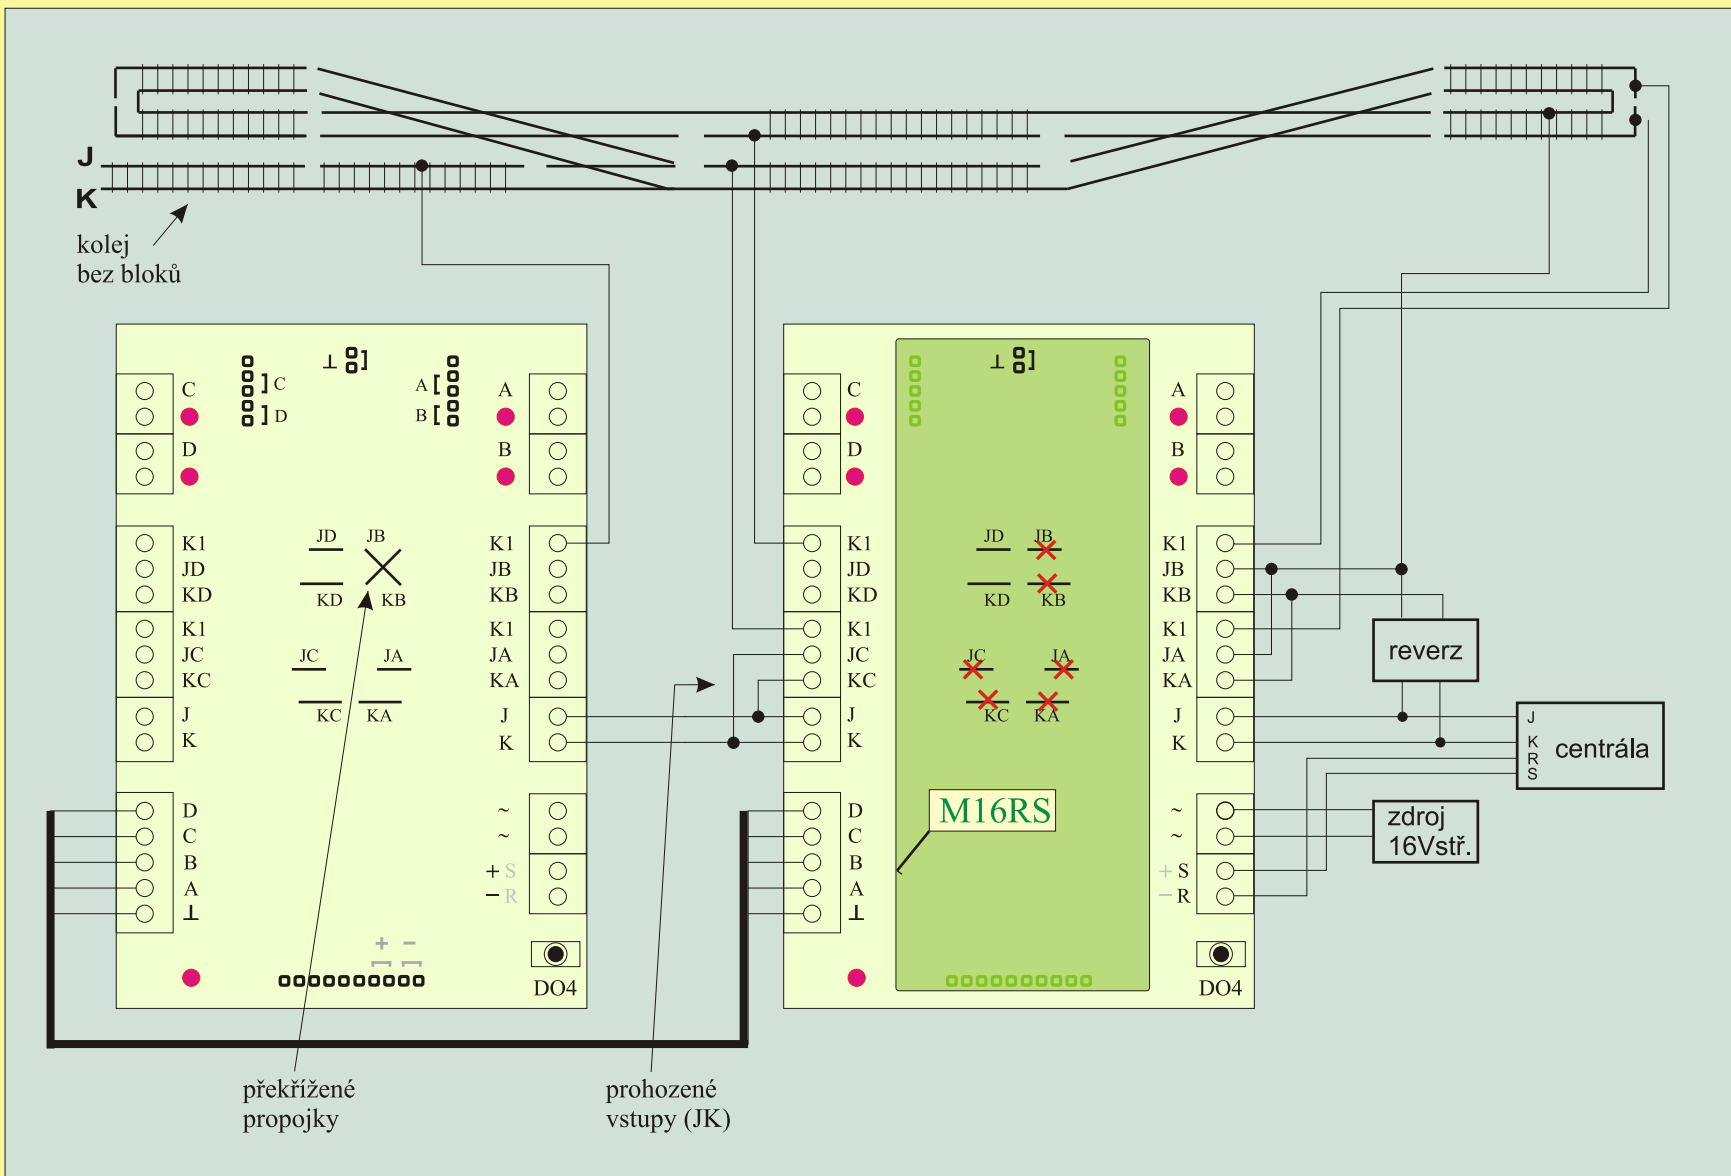 J
K
kolej
bez bloků
⊥
C
D
A
B
C
D
A
B
K1
JD
KD
K1
JC
KC
J
K
JD
JB
KD
KB
JC
JA
KC
KA
K1
JB
KB
K1
JA
KA
J
K
D
C
B
A
⊥
~
~
+ S
− R
+ −
DO4
⊥
C
D
A
B
K1
JD
KD
K1
JC
KC
J
K
JD
JB
KD
KB
JC
JA
KC
KA
K1
JB
KB
K1
JA
KA
J
K
M16RS
D
C
B
A
⊥
~
~
+ S
− R
DO4
reverz
J
K
R
S
centrála
zdroj
16Vstř.
překřížené
propojky
prohozené
vstupy (JK)